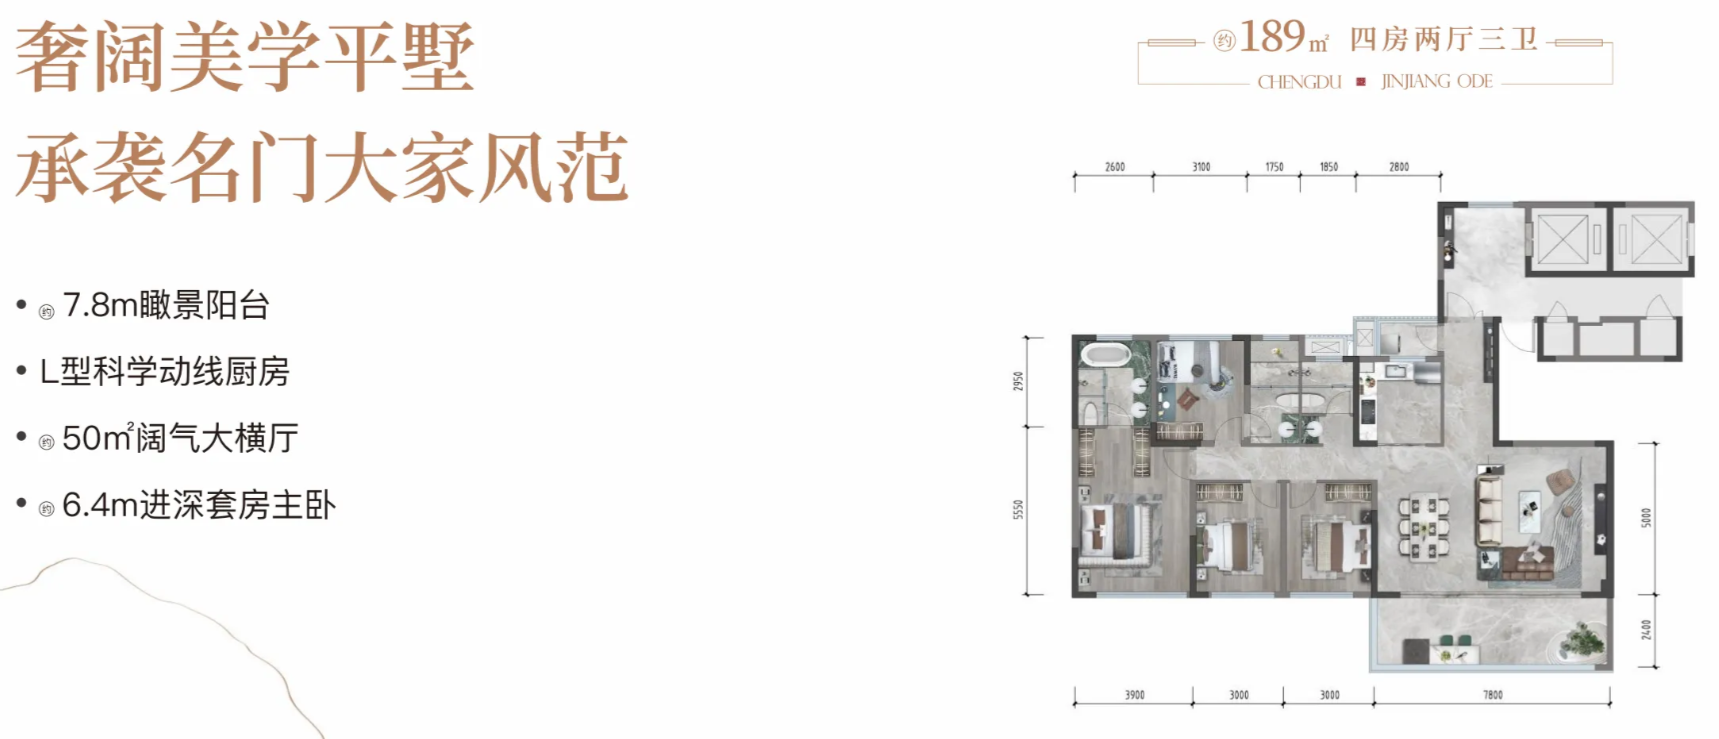 奢阔美学平墅
承袭名门大家风范
• 约 7.8m瞰景阳台
• L型科学动线厨房
• 约 50㎡阔气大横厅
• 约 6.4m进深套房主卧
约189㎡ 四房两厅三卫
CHENGDU JINJIANG ODE
2600 3100 1750 1850 2800
2950
5550
5000
2400
3900 3000 3000 7800